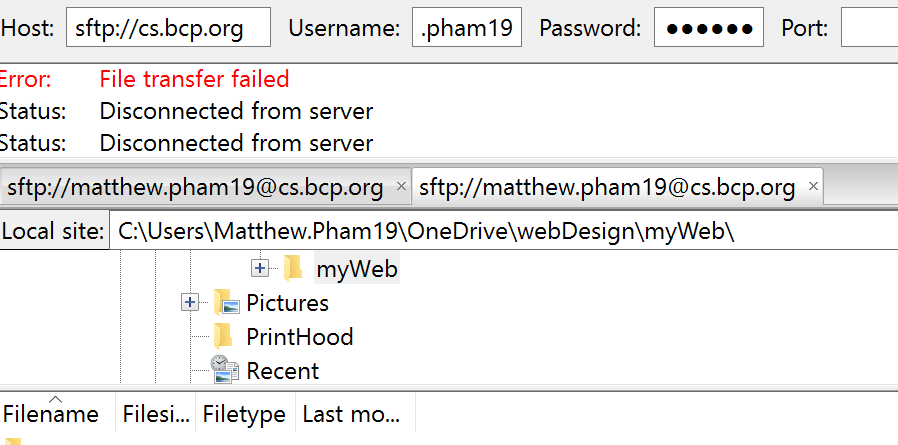 Host: sftp://cs.bcp.org Username: .pham19 Password: ●●●●●● Port:
Error: File transfer failed
Status: Disconnected from server
Status: Disconnected from server
sftp://matthew.pham19@cs.bcp.org × sftp://matthew.pham19@cs.bcp.org ×
Local site: C:\Users\Matthew.Pham19\OneDrive\webDesign\myWeb\
myWeb
Pictures
PrintHood
Recent
Filename Filesi... Filetype Last mo...